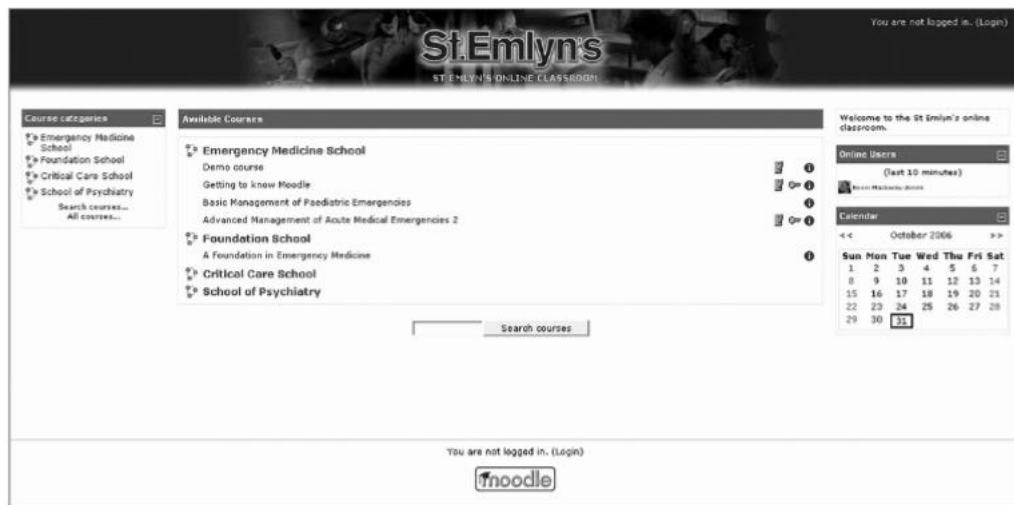 You are not logged in. (Login)
St.Emlyn's
ST EMLYN'S ONLINE CLASSROOM
Course categories
Emergency Medicine
School
Foundation School
Critical Care School
School of Psychiatry
Search courses...
All courses...
Available Courses
Emergency Medicine School
Demo course
Getting to know Moodle
Basic Management of Paediatric Emergencies
Advanced Management of Acute Medical Emergencies 2
Foundation School
A Foundation in Emergency Medicine
Critical Care School
School of Psychiatry
Search courses
Welcome to the St Emlyn's online
classroom.
Online Users
(last 10 minutes)
Calendar
<< October 2006 >>
Sun Mon Tue Wed Thu Fri Sat
1 2 3 4 5 6 7
8 9 10 11 12 13 14
15 16 17 18 19 20 21
22 23 24 25 26 27 28
29 30 31
You are not logged in. (Login)
moodle